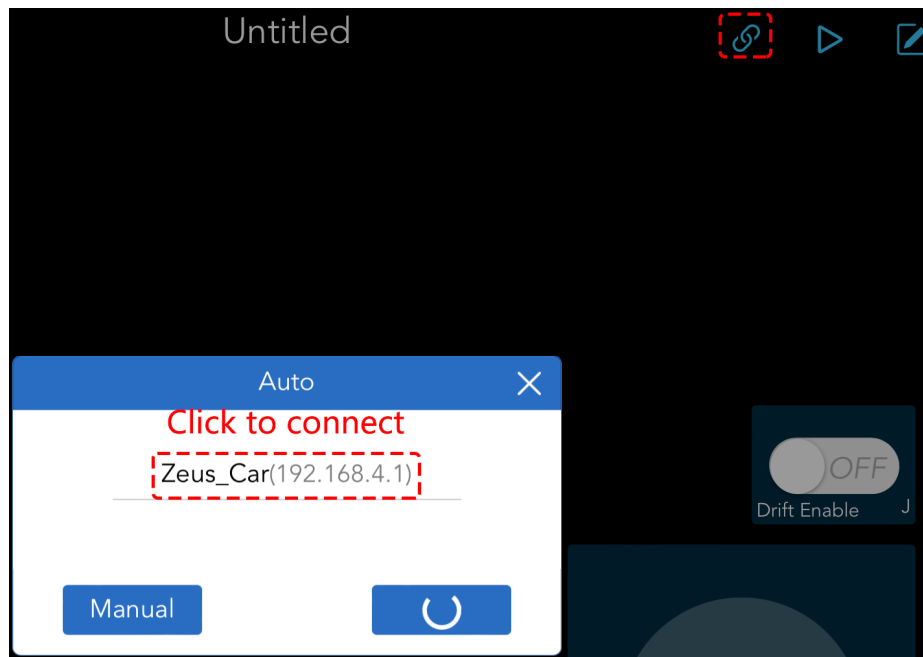 Untitled
Auto
Click to connect
Zeus_Car(192.168.4.1)
OFF
Drift Enable J
Manual